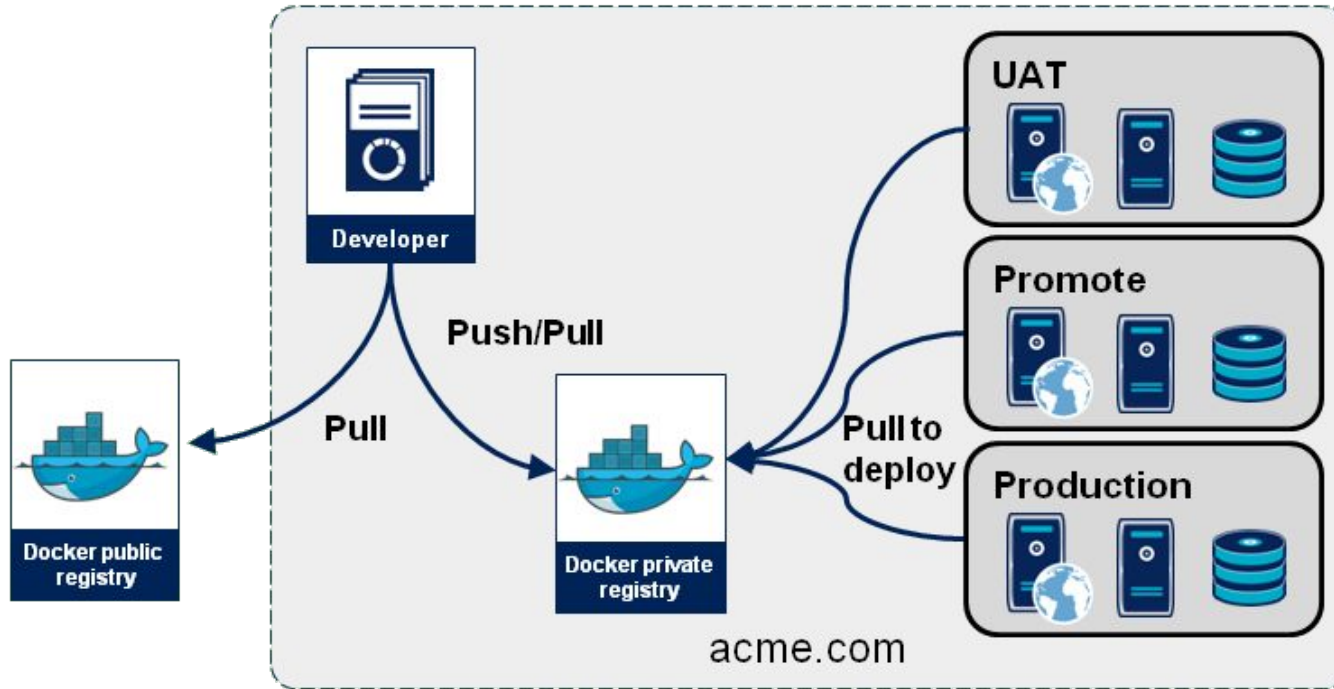 UAT
Developer
Promote
Push/Pull
Pull
Pull to
deploy
Production
Docker public
registry
Docker private
registry
acme.com